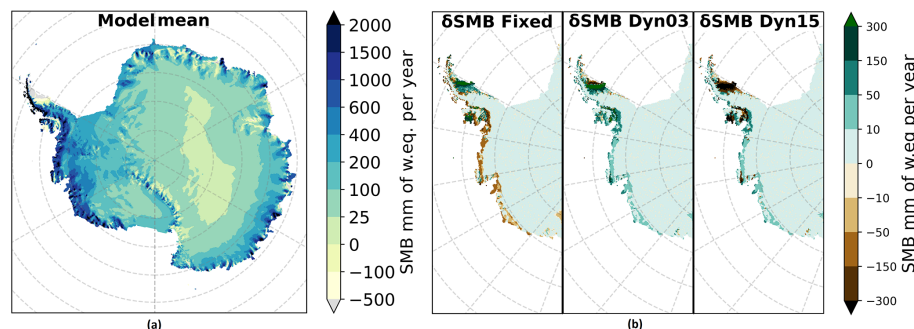 Model mean
2000
1500
1000
600
400
200
100
25
0
−100
−500
SMB mm of w.eq. per year
(a)
δSMB Fixed
δSMB Dyn03
δSMB Dyn15
300
150
50
10
0
−10
−50
−150
−300
SMB mm of w.eq. per year
(b)